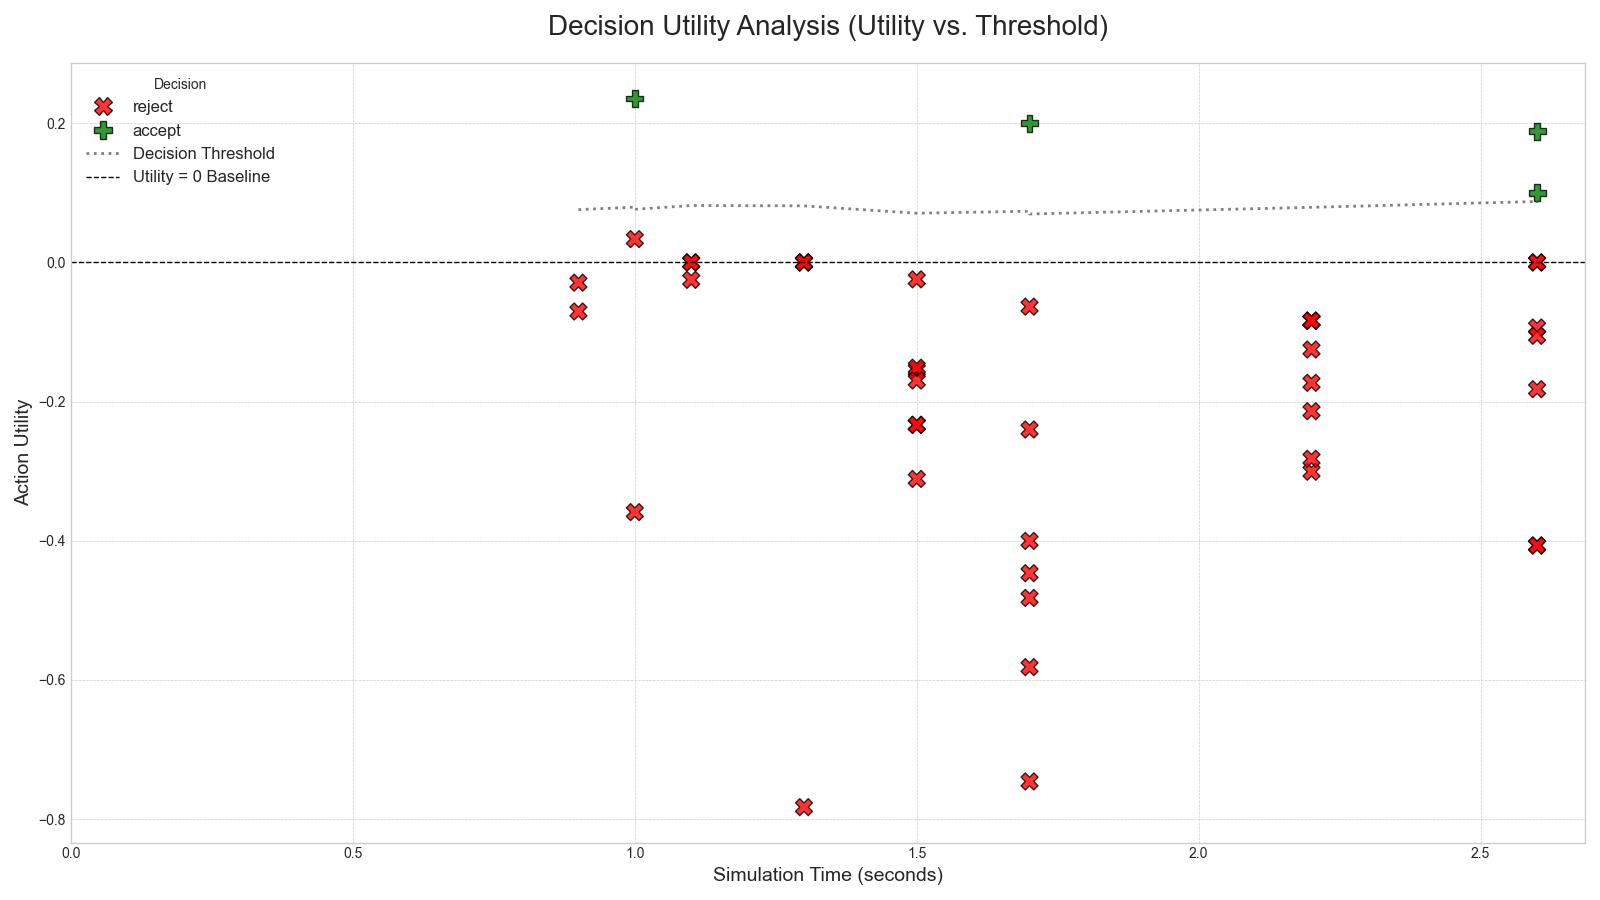 Decision Utility Analysis (Utility vs. Threshold)
Decision
reject
accept
Decision Threshold
Utility = 0 Baseline
Action Utility
0.2
0.0
−0.2
−0.4
−0.6
−0.8
0.0 0.5 1.0 1.5 2.0 2.5
Simulation Time (seconds)